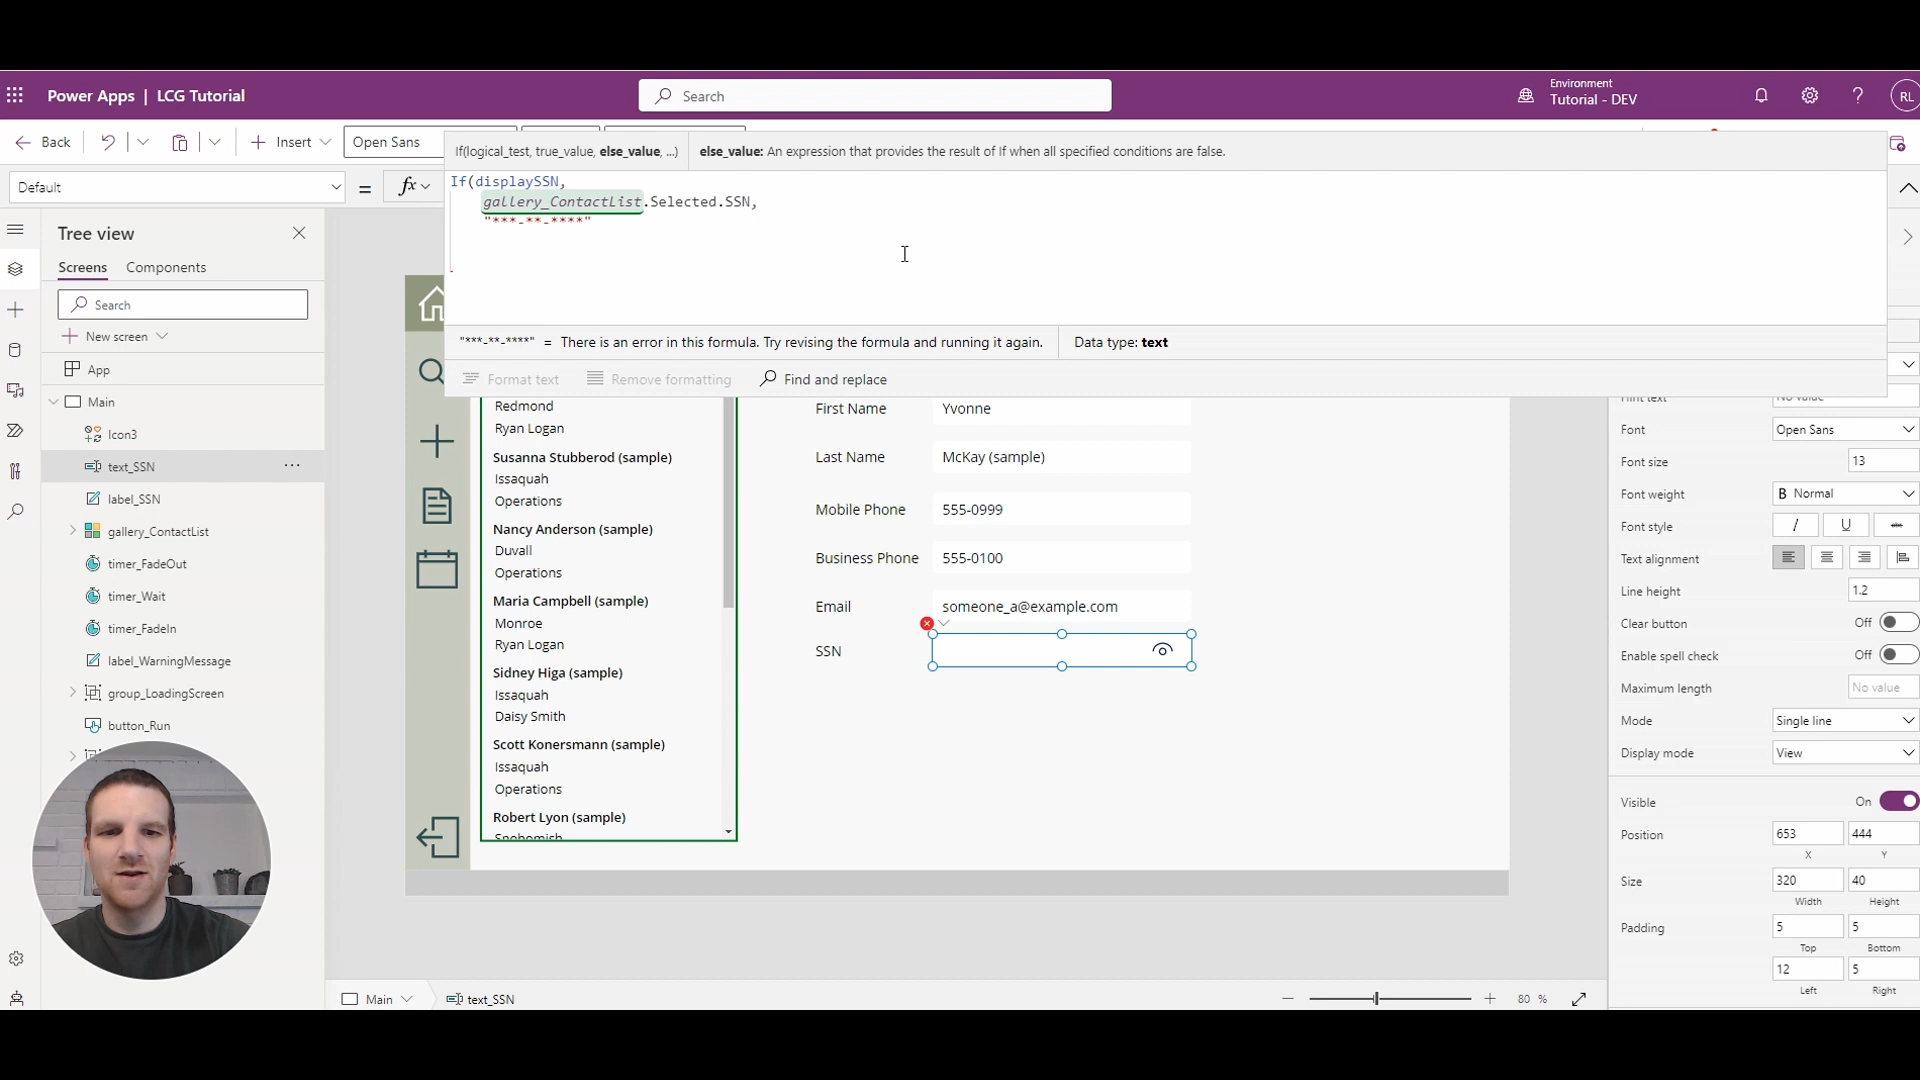 Power Apps | LCG Tutorial
Search
Environment
Tutorial - DEV
RL
Back
Insert
Open Sans
If(logical_test, true_value, else_value, ...)
else_value: An expression that provides the result of If when all specified conditions are false.
Default
=
fx
If(displaySSN,
gallery_ContactList.Selected.SSN,
"***-**-****"
"***-**-****" = There is an error in this formula. Try revising the formula and running it again.
Data type: text
Format text
Remove formatting
Find and replace
Tree view
Screens
Components
Search
New screen
App
Main
Icon3
text_SSN
label_SSN
gallery_ContactList
timer_FadeOut
timer_Wait
timer_FadeIn
label_WarningMessage
group_LoadingScreen
button_Run
Redmond
Ryan Logan
Susanna Stubberod (sample)
Issaquah
Operations
Nancy Anderson (sample)
Duvall
Operations
Maria Campbell (sample)
Monroe
Ryan Logan
Sidney Higa (sample)
Issaquah
Daisy Smith
Scott Konersmann (sample)
Issaquah
Operations
Robert Lyon (sample)
Snohomish
First Name
Yvonne
Last Name
McKay (sample)
Mobile Phone
555-0999
Business Phone
555-0100
Email
someone_a@example.com
SSN
Hint text
No value
Font
Open Sans
Font size
13
Font weight
B Normal
Font style
Text alignment
Line height
1.2
Clear button
Off
Enable spell check
Off
Maximum length
No value
Mode
Single line
Display mode
View
Visible
On
Position
653
444
X
Y
Size
320
40
Width
Height
Padding
5
5
Top
Bottom
12
5
Left
Right
Main
text_SSN
80 %